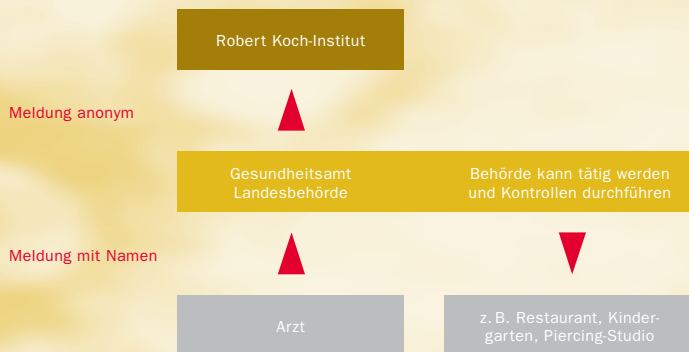 Robert Koch-Institut
Meldung anonym
Gesundheitsamt
Landesbehörde
Behörde kann tätig werden
und Kontrollen durchführen
Meldung mit Namen
Arzt
z. B. Restaurant, Kinder-
garten, Piercing-Studio